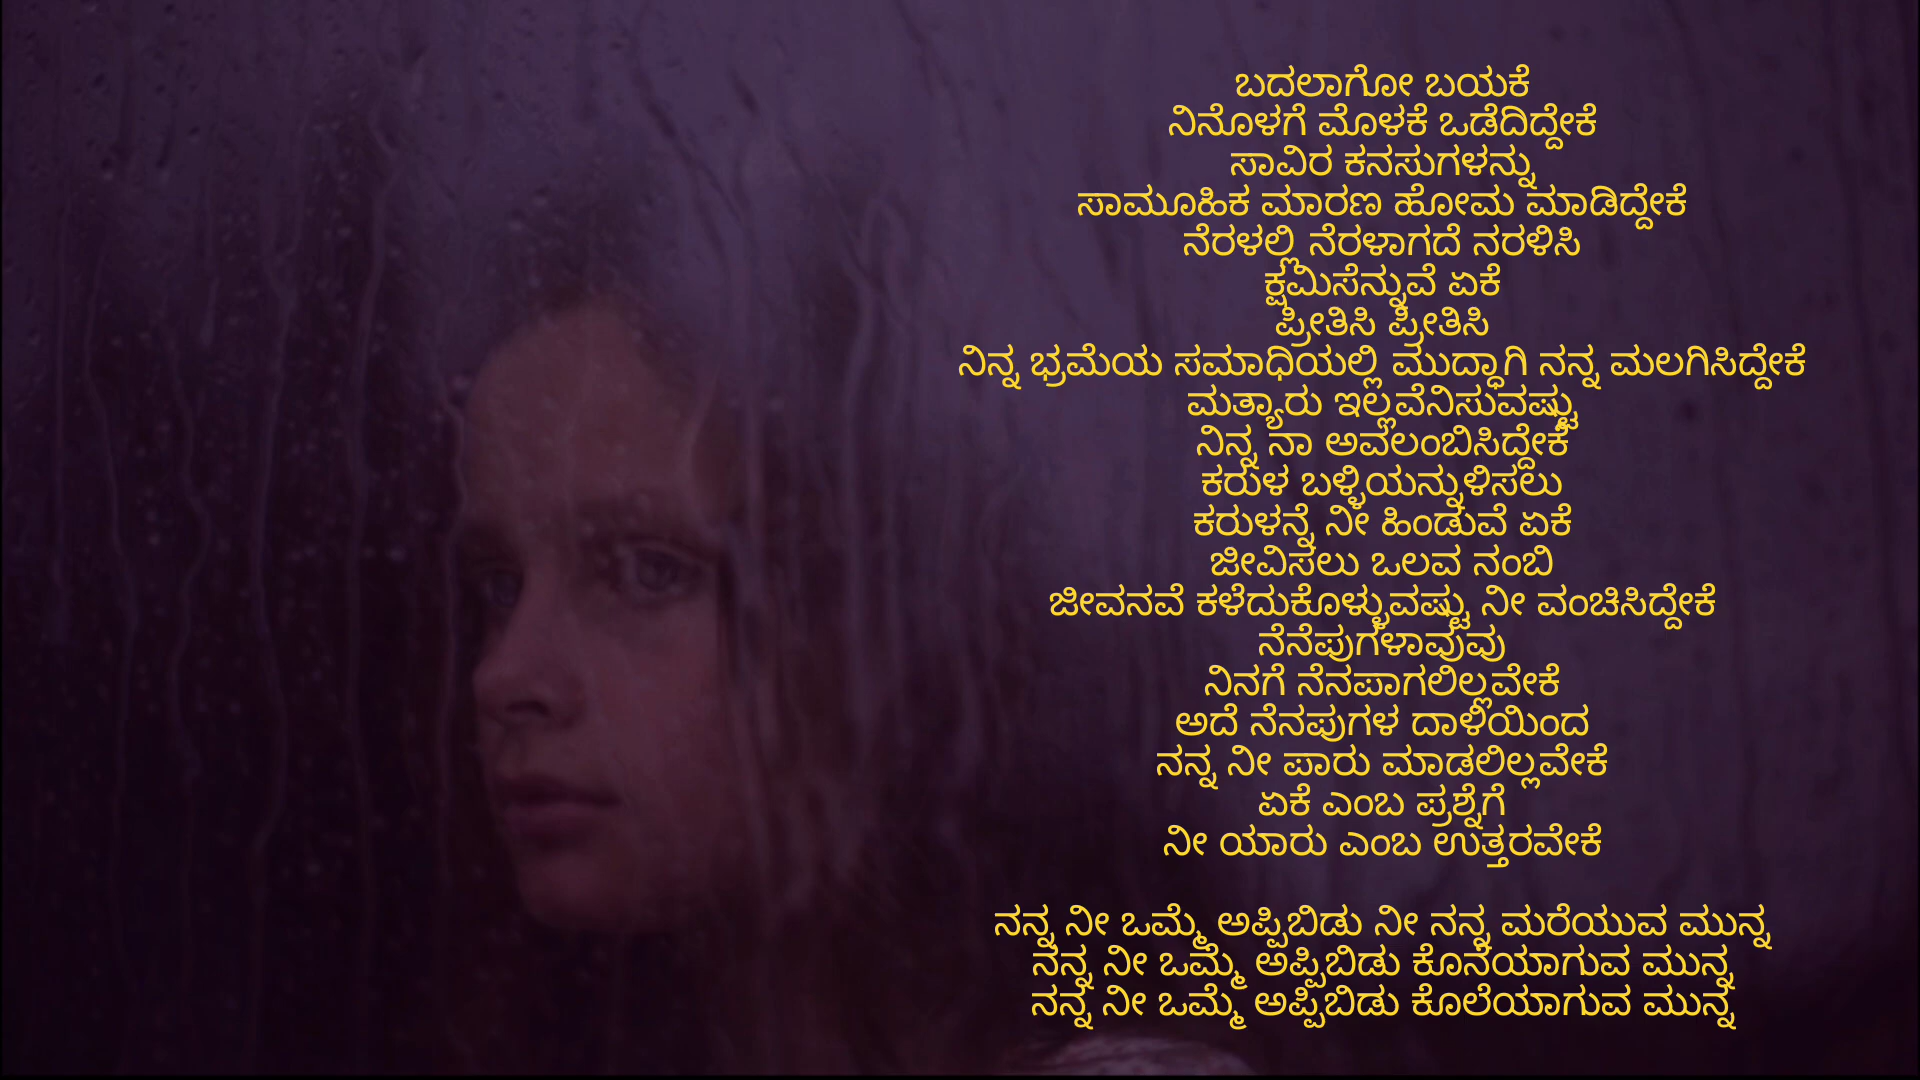 ಬದಲಾಗೋ ಬಯಕೆ
ನಿನೊಳಗೆ ಮೊಳಕೆ ಒಡೆದಿದ್ದೇಕೆ
ಸಾವಿರ ಕನಸುಗಳನ್ನು
ಸಾಮೂಹಿಕ ಮಾರಣ ಹೋಮ ಮಾಡಿದ್ದೇಕೆ
ನೆರಳಲ್ಲಿ ನೆರಳಾಗದೆ ನರಳಿಸಿ
ಕ್ಷಮಿಸೆನ್ನುವೆ ಏಕೆ
ಪ್ರೀತಿಸಿ ಪ್ರೀತಿಸಿ
ನಿನ್ನ ಭ್ರಮೆಯ ಸಮಾಧಿಯಲ್ಲಿ ಮುದ್ದಾಗಿ ನನ್ನ ಮಲಗಿಸಿದ್ದೇಕೆ
ಮತ್ಯಾರು ಇಲ್ಲವೆನಿಸುವಷ್ಟು
ನಿನ್ನ ನಾ ಅವಲಂಬಿಸಿದ್ದೇಕೆ
ಕರುಳ ಬಳ್ಳಿಯನ್ನುಳಿಸಲು
ಕರುಳನ್ನೆ ನೀ ಹಿಂಡುವೆ ಏಕೆ
ಜೀವಿಸಲು ಒಲವ ನಂಬಿ
ಜೀವನವೆ ಕಳೆದುಕೊಳ್ಳುವಷ್ಟು ನೀ ವಂಚಿಸಿದ್ದೇಕೆ
ನೆನೆಪುಗಳಾವುವು
ನಿನಗೆ ನೆನಪಾಗಲಿಲ್ಲವೇಕೆ
ಅದೆ ನೆನಪುಗಳ ದಾಳಿಯಿಂದ
ನನ್ನ ನೀ ಪಾರು ಮಾಡಲಿಲ್ಲವೇಕೆ
ಏಕೆ ಎಂಬ ಪ್ರಶ್ನೆಗೆ
ನೀ ಯಾರು ಎಂಬ ಉತ್ತರವೇಕೆ
ನನ್ನ ನೀ ಒಮ್ಮೆ ಅಪ್ಪಿಬಿಡು ನೀ ನನ್ನ ಮರೆಯುವ ಮುನ್ನ
ನನ್ನ ನೀ ಒಮ್ಮೆ ಅಪ್ಪಿಬಿಡು ಕೊನೆಯಾಗುವ ಮುನ್ನ
ನನ್ನ ನೀ ಒಮ್ಮೆ ಅಪ್ಪಿಬಿಡು ಕೊಲೆಯಾಗುವ ಮುನ್ನ